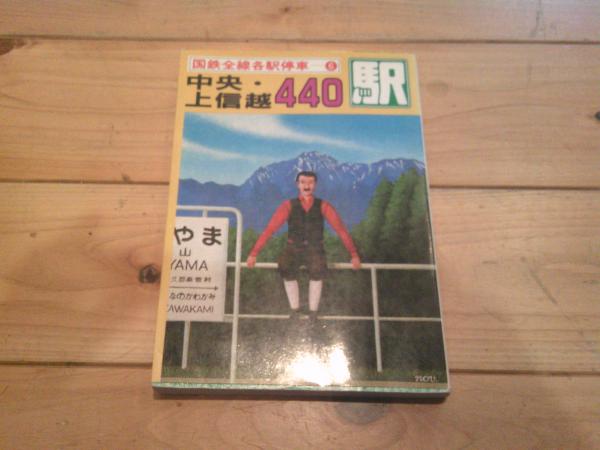 国鉄全線各駅停車 6
中央・
上信越440駅
やま
山
YAMA
なのかわかみ
AWAKAMI